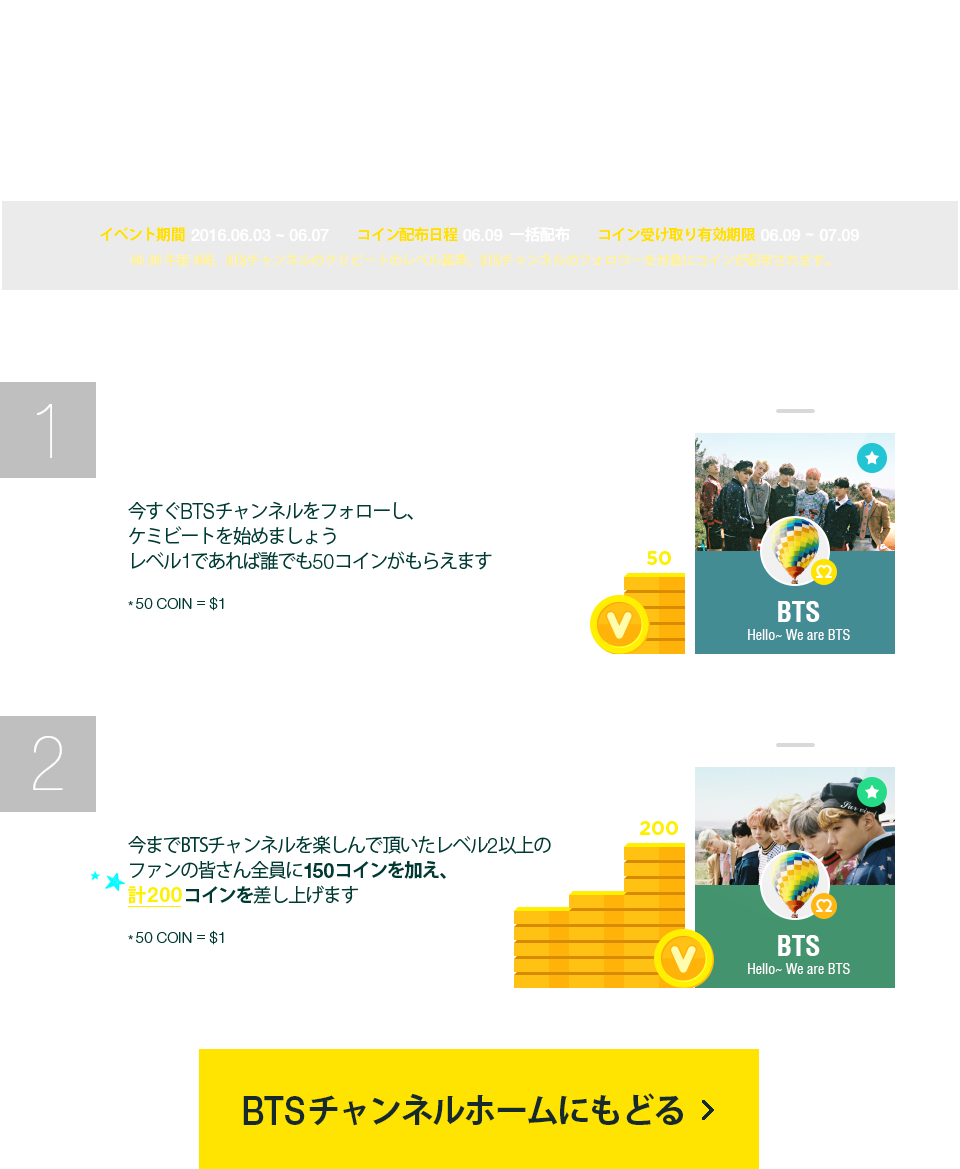 イベント期間 2016.06.03 ~ 06.07 コイン配布日程 06.09 一括配布 コイン受け取り有効期限 06.09 ~ 07.09
1
今すぐBTSチャンネルをフォローし、
ケミビートを始めましょう
レベル1であれば誰でも50コインがもらえます
* 50 COIN = $1
50
V
BTS
Hello~ We are BTS
2
今までBTSチャンネルを楽しんで頂いたレベル2以上の
ファンの皆さん全員に150コインを加え、
計200コインを差し上げます
* 50 COIN = $1
200
V
BTS
Hello~ We are BTS
BTSチャンネルホームにもどる >